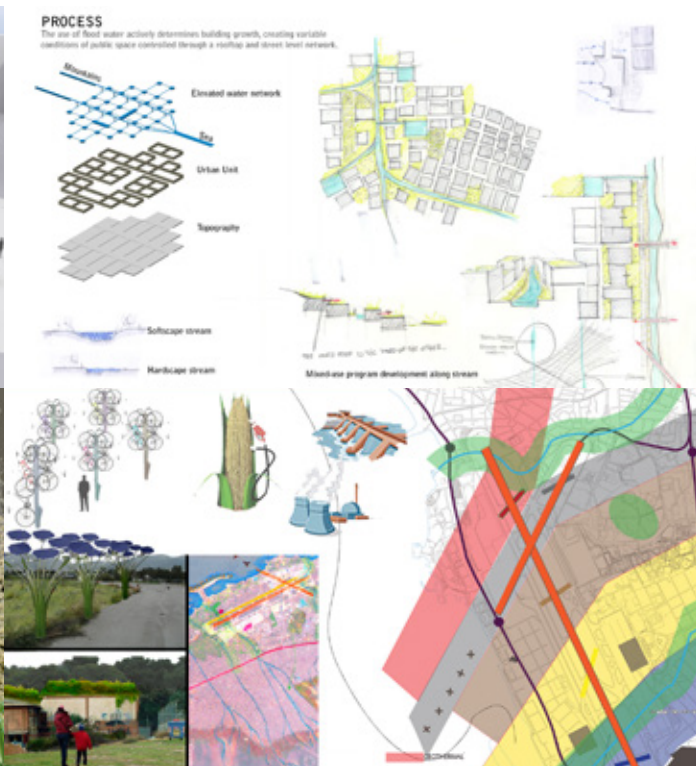 PROCESS
The use of flood water actively determines building growth, creating variable
conditions of public space controlled through a rooftop and street level network.
Mountains
Elevated water network
Sea
Urban Unit
Topography
Softscape stream
Hardscape stream
Mixed-use program development along stream